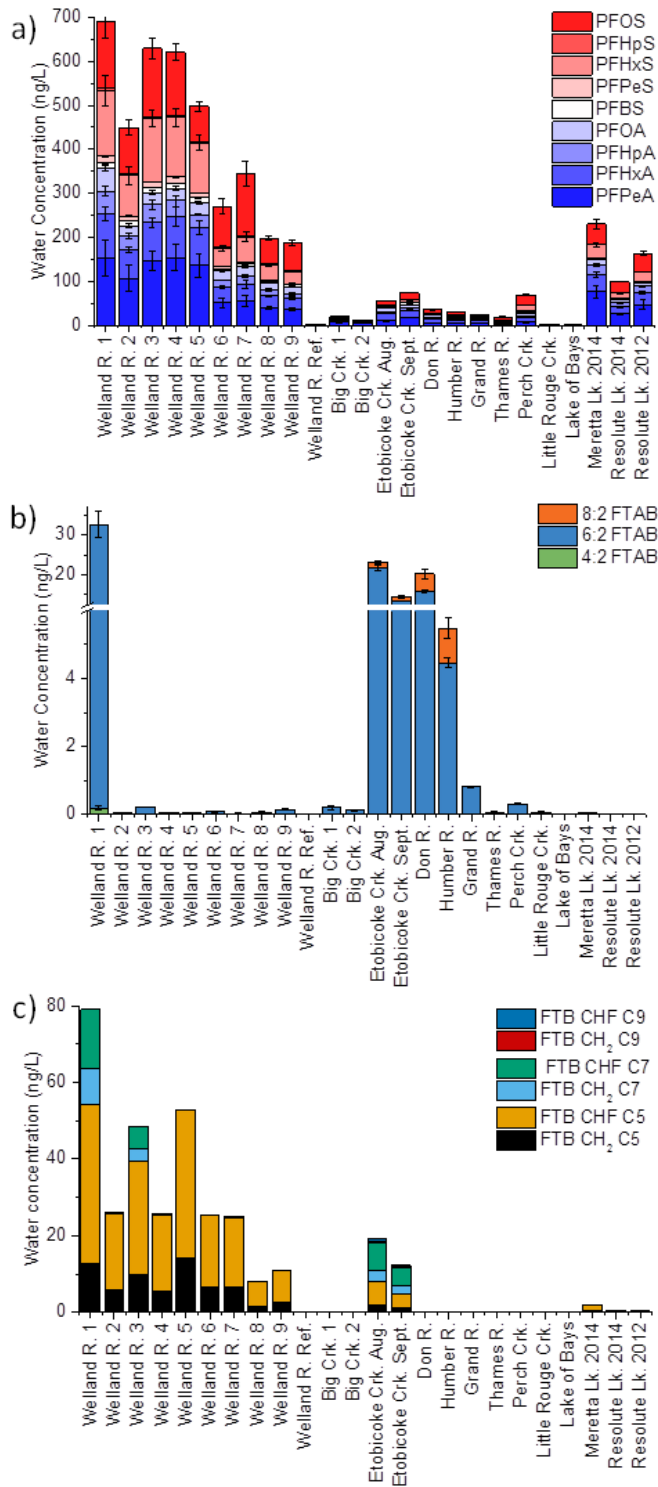 a)
Water Concentration (ng/L)
700
600
500
400
300
200
100
0
PFOS
PFHpS
PFHxS
PFPeS
PFBS
PFOA
PFHpA
PFHxA
PFPeA
Welland R. 1
Welland R. 2
Welland R. 3
Welland R. 4
Welland R. 5
Welland R. 6
Welland R. 7
Welland R. 8
Welland R. 9
Welland R. Ref.
Big Crk. 1
Big Crk. 2
Etobicoke Crk. Aug.
Etobicoke Crk. Sept.
Don R.
Humber R.
Grand R.
Thames R.
Perch Crk.
Little Rouge Crk.
Lake of Bays
Meretta Lk. 2014
Resolute Lk. 2014
Resolute Lk. 2012
b)
Water Concentration (ng/L)
30
20
4
2
0
8:2 FTAB
6:2 FTAB
4:2 FTAB
Welland R. 1
Welland R. 2
Welland R. 3
Welland R. 4
Welland R. 5
Welland R. 6
Welland R. 7
Welland R. 8
Welland R. 9
Welland R. Ref.
Big Crk. 1
Big Crk. 2
Etobicoke Crk. Aug.
Etobicoke Crk. Sept.
Don R.
Humber R.
Grand R.
Thames R.
Perch Crk.
Little Rouge Crk.
Lake of Bays
Meretta Lk. 2014
Resolute Lk. 2014
Resolute Lk. 2012
c)
Water concentration (ng/L)
80
60
40
20
0
FTB CHF C9
FTB CH₂ C9
FTB CHF C7
FTB CH₂ C7
FTB CHF C5
FTB CH₂ C5
Welland R. 1
Welland R. 2
Welland R. 3
Welland R. 4
Welland R. 5
Welland R. 6
Welland R. 7
Welland R. 8
Welland R. 9
Welland R. Ref.
Big Crk. 1
Big Crk. 2
Etobicoke Crk. Aug.
Etobicoke Crk. Sept.
Don R.
Humber R.
Grand R.
Thames R.
Perch Crk.
Little Rouge Crk.
Lake of Bays
Meretta Lk. 2014
Resolute Lk. 2014
Resolute Lk. 2012